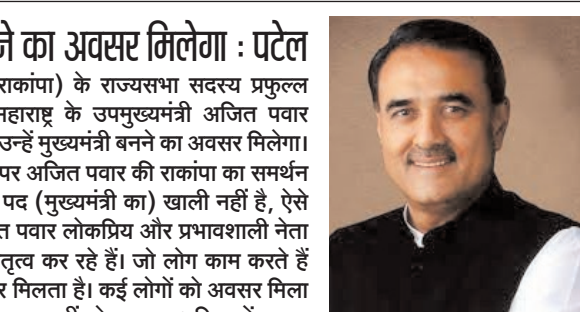 ने का अवसर मिलेगा : पटेल
राकांपा) के राज्यसभा सदस्य प्रफुल्ल
महाराष्ट्र के उपमुख्यमंत्री अजित पवार
उन्हें मुख्यमंत्री बनने का अवसर मिलेगा।
पर अजित पवार की राकांपा का समर्थन
पद (मुख्यमंत्री का) खाली नहीं है, ऐसे
त पवार लोकप्रिय और प्रभावशाली नेता
तृत्व कर रहे हैं। जो लोग काम करते हैं
र मिलता है। कई लोगों को अवसर मिला